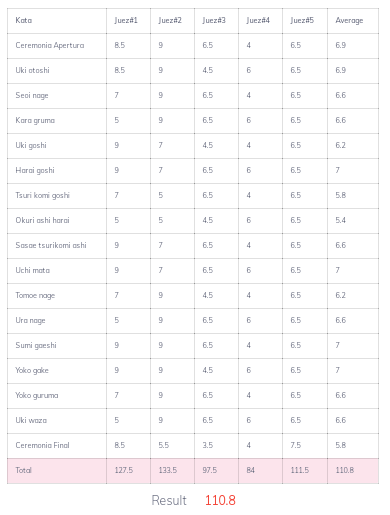 Kata Juez#1 Juez#2 Juez#3 Juez#4 Juez#5 Average
Ceremonia Apertura 8.5 9 6.5 4 6.5 6.9
Uki otoshi 8.5 9 4.5 6 6.5 6.9
Seoi nage 7 9 6.5 4 6.5 6.6
Kara gruma 5 9 6.5 6 6.5 6.6
Uki goshi 9 7 4.5 4 6.5 6.2
Harai goshi 9 7 6.5 6 6.5 7
Tsuri komi goshi 7 5 6.5 4 6.5 5.8
Okuri ashi harai 5 5 4.5 6 6.5 5.4
Sasae tsurikomi ashi 9 7 6.5 4 6.5 6.6
Uchi mata 9 7 6.5 6 6.5 7
Tomoe nage 7 9 4.5 4 6.5 6.2
Ura nage 5 9 6.5 6 6.5 6.6
Sumi gaeshi 9 9 6.5 4 6.5 7
Yoko gake 9 9 4.5 6 6.5 7
Yoko guruma 7 9 6.5 4 6.5 6.6
Uki waza 5 9 6.5 6 6.5 6.6
Ceremonia Final 8.5 5.5 3.5 4 7.5 5.8
Total 127.5 133.5 97.5 84 111.5 110.8
Result 110.8